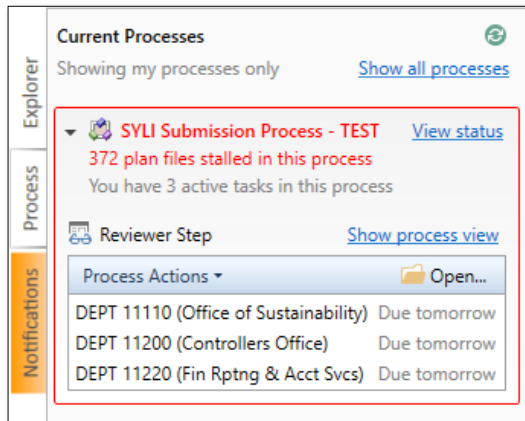 Explorer
Process
Notifications
Current Processes
Showing my processes only Show all processes
SYLI Submission Process - TEST View status
372 plan files stalled in this process
You have 3 active tasks in this process
Reviewer Step Show process view
Process Actions Open...
DEPT 11110 (Office of Sustainability) Due tomorrow
DEPT 11200 (Controllers Office) Due tomorrow
DEPT 11220 (Fin Rptng & Acct Svcs) Due tomorrow